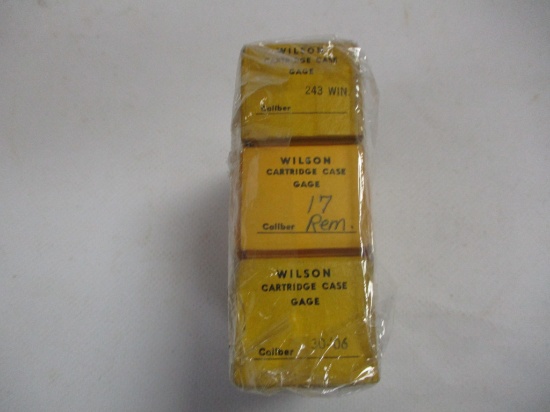 WILSON
CARTRIDGE CASE
GAGE
243 WIN
Caliber
WILSON
CARTRIDGE CASE
GAGE
17
Caliber Rem.
WILSON
CARTRIDGE CASE
GAGE
Caliber 30/06